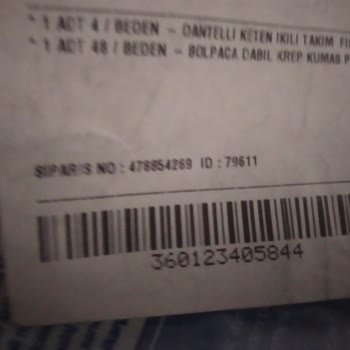 * 1 ADT 4 / BEDEN - DANTELLI KETEN IKILI TAKIM
* 1 ADT 48 / BEDEN - BOLPACA DABIL KREP KUMAS
SIPARIS NO : 478854269 ID : 79611
360123405844